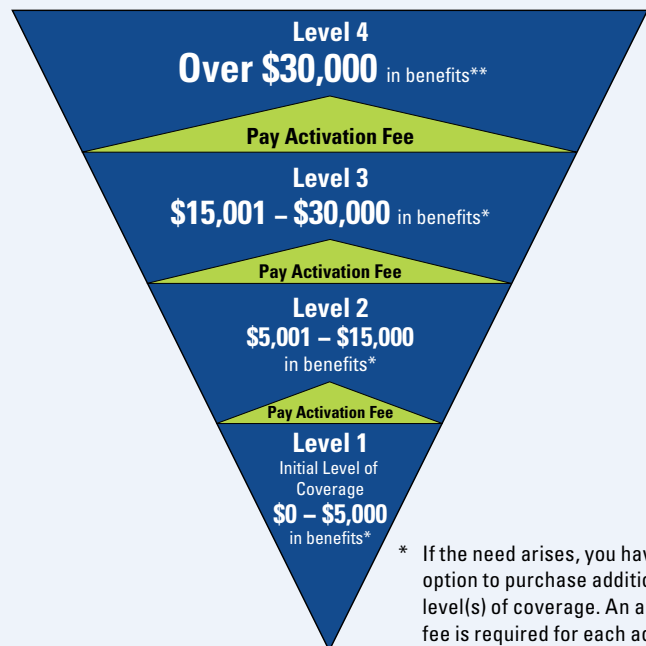 Level 4
Over $30,000 in benefits**
Pay Activation Fee
Level 3
$15,001 – $30,000 in benefits*
Pay Activation Fee
Level 2
$5,001 – $15,000
in benefits*
Pay Activation Fee
Level 1
Initial Level of
Coverage
$0 – $5,000
in benefits*
* If the need arises, you
option to purchase
level(s) of coverage. An
fee is required for each